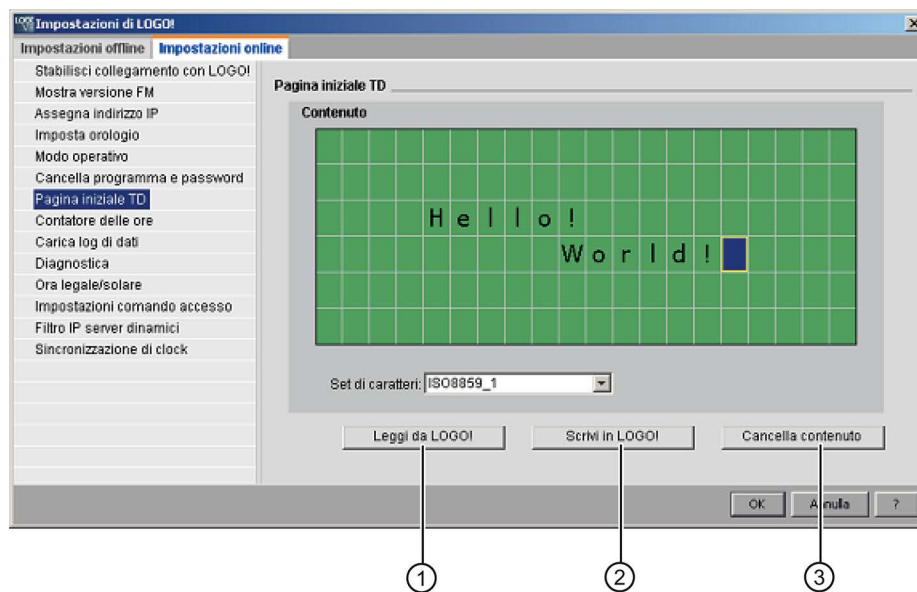 Impostazioni di LOGO!
Impostazioni offline
Impostazioni online
Stabilisci collegamento con LOGO!
Mostra versione FM
Assegna indirizzo IP
Imposta orologio
Modo operativo
Cancella programma e password
Pagina iniziale TD
Contatore delle ore
Carica log di dati
Diagnostica
Ora legale/solare
Impostazioni comando accesso
Filtro IP server dinamici
Sincronizzazione di clock
Pagina iniziale TD
Contenuto
Hello!
World!
Set di caratteri: ISO8859_1
Leggi da LOGO!
Scrivi in LOGO!
Cancella contenuto
OK
Annulla
?
1
2
3